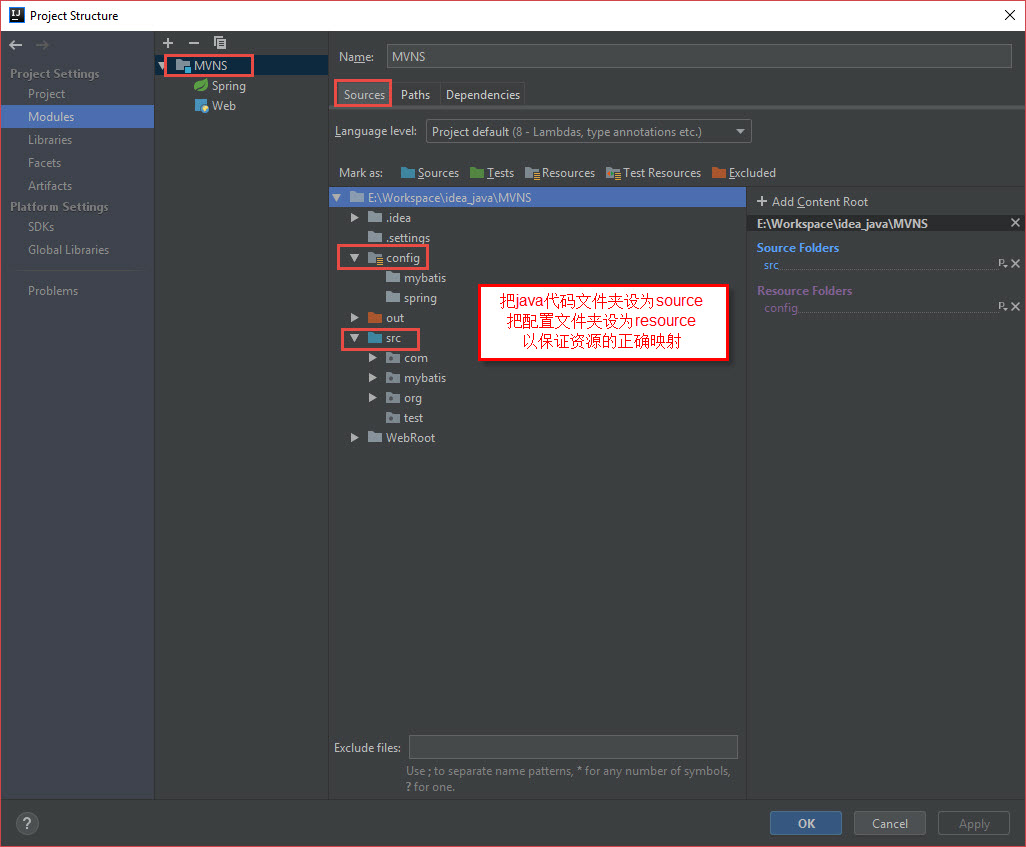 Project Structure
Project Settings
Project
Modules
Libraries
Facets
Artifacts
Platform Settings
SDKs
Global Libraries
Problems
MVNS
Spring
Web
Name: MVNS
Sources Paths Dependencies
Language level: Project default (8 - Lambdas, type annotations etc.)
Mark as: Sources Tests Resources Test Resources Excluded
E:\Workspace\idea_java\MVNS
.idea
.settings
config
mybatis
spring
out
src
com
mybatis
org
test
WebRoot
把java代码文件夹设为source
把配置文件夹设为resource
以保证资源的正确映射
Add Content Root
E:\Workspace\idea_java\MVNS
Source Folders
src
Resource Folders
config
Exclude files:
Use ; to separate name patterns, * for any number of symbols,
? for one.
?
OK Cancel Apply